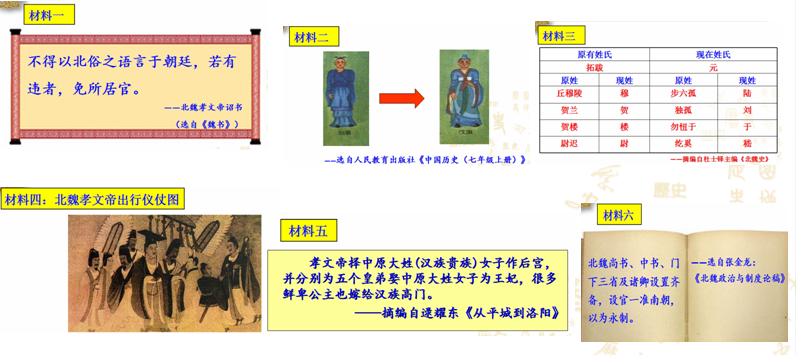 材料一
不得以北俗之语言于朝廷，若有
违者，免所居官。
——北魏孝文帝诏书
（选自《魏书》）
材料二
汉服
——选自人民教育出版社《中国历史（七年级上册）》
材料三
原有姓氏 现在姓氏
拓跋 元
原姓 现姓 原姓 现姓
丘穆陵 穆 步六孤 陆
贺兰 贺 独孤 刘
贺楼 楼 勿忸于 于
尉迟 尉 纥奚 嵇
——摘编自杜士铎主编《北魏史》
材料四：北魏孝文帝出行仪仗图
材料五
孝文帝择中原大姓(汉族贵族)女子作后宫，
并分别为五个皇弟娶中原大姓女子为王妃，很多
鲜卑公主也嫁给汉族高门。
——摘编自逯耀东《从平城到洛阳》
材料六
北魏尚书、中书、门
下三省及诸卿设置齐
备，设官一准南朝，
以为永制。
——选自张金龙：
《北魏政治与制度论稿》